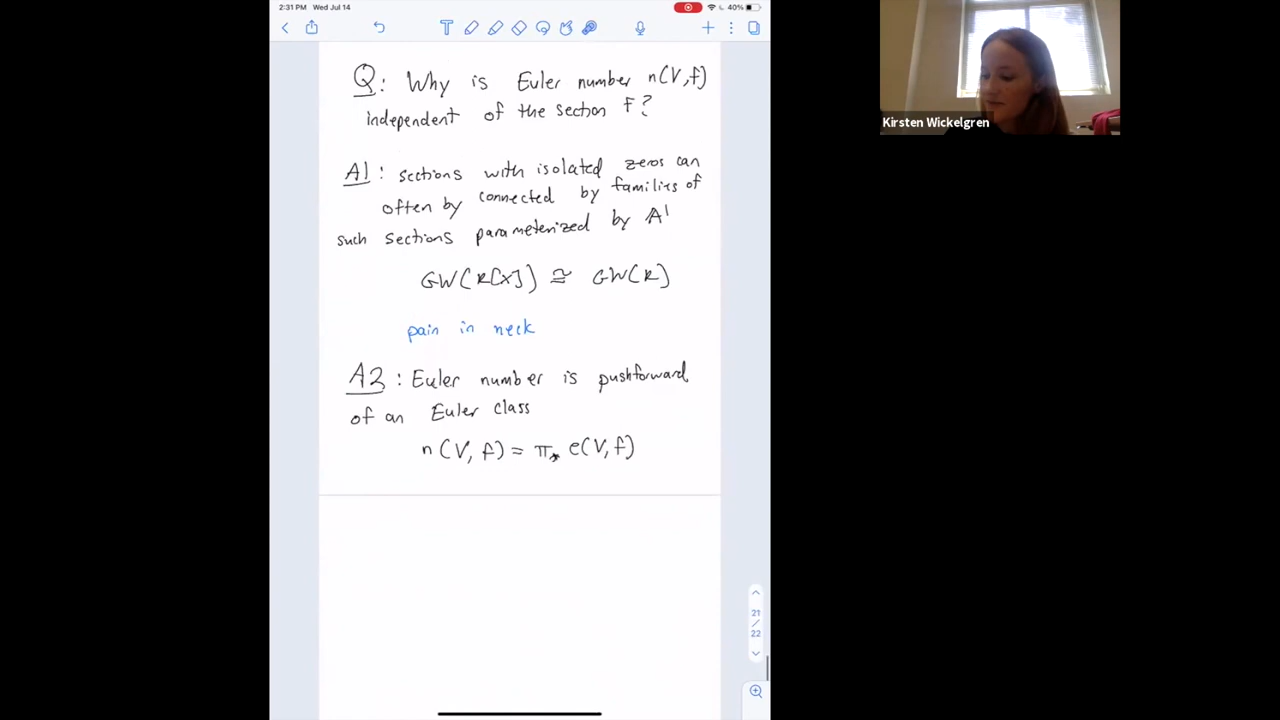 2:31 PM Wed Jul 14
40%
Q: Why is Euler number n(V,f)
independent of the section f?
A1: sections with isolated zeros can
often by connected by families of
such sections parameterized by A¹
GW(k[x]) ≅ GW(k)
pain in neck
A2: Euler number is pushforward
of an Euler class
n(V, f) = π* e(V, f)
21
/
22
Kirsten Wickelgren